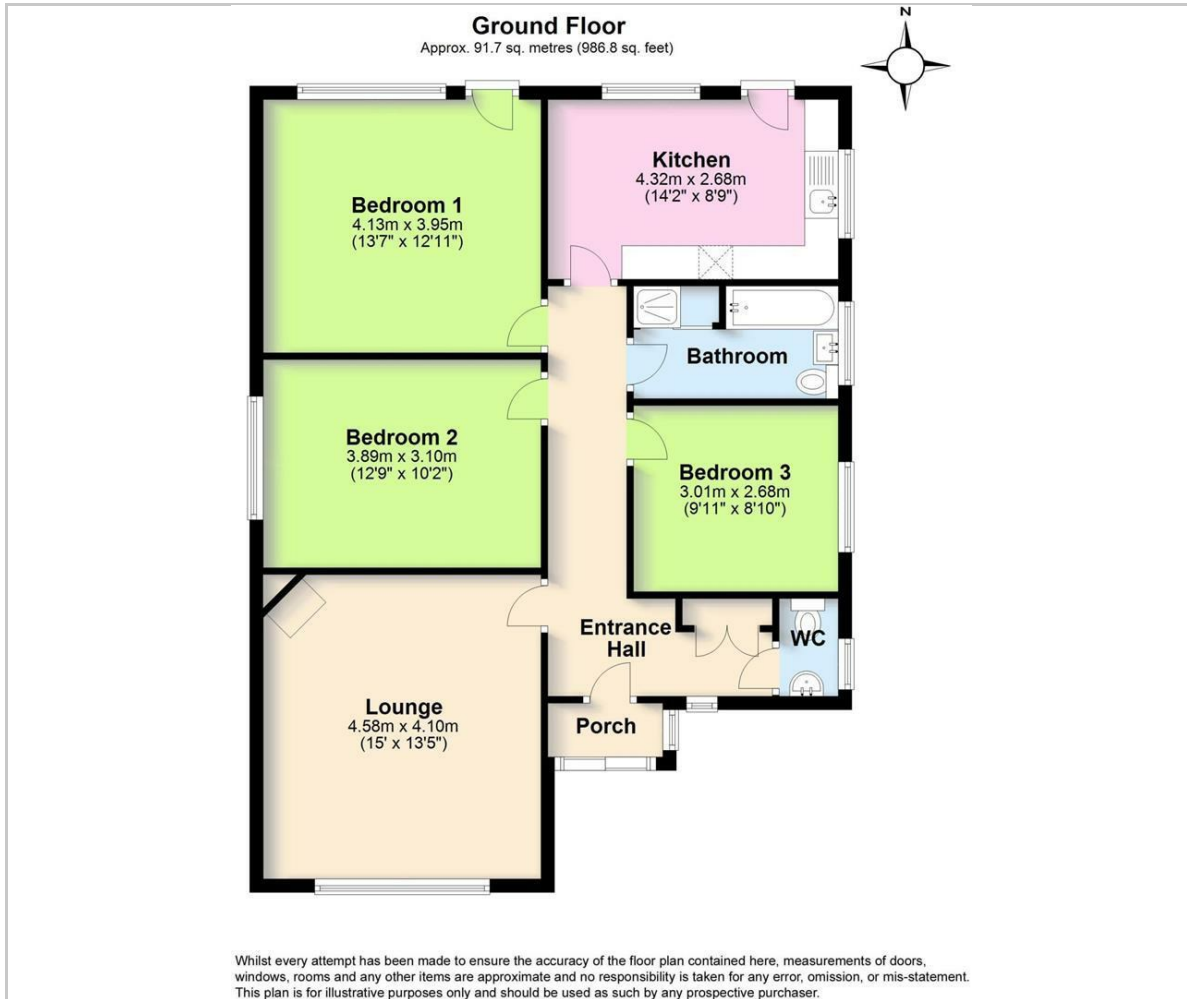 Ground Floor
Approx. 91.7 sq. metres (986.8 sq. feet)
N
Kitchen
4.32m x 2.68m
(14'2" x 8'9")
Bedroom 1
4.13m x 3.95m
(13'7" x 12'11")
Bathroom
Bedroom 2
3.89m x 3.10m
(12'9" x 10'2")
Bedroom 3
3.01m x 2.68m
(9'11" x 8'10")
Entrance
Hall
WC
Lounge
4.58m x 4.10m
(15' x 13'5")
Porch
Whilst every attempt has been made to ensure the accuracy of the floor plan contained here, measurements of doors,
windows, rooms and any other items are approximate and no responsibility is taken for any error, omission, or mis-statement.
This plan is for illustrative purposes only and should be used as such by any prospective purchaser.